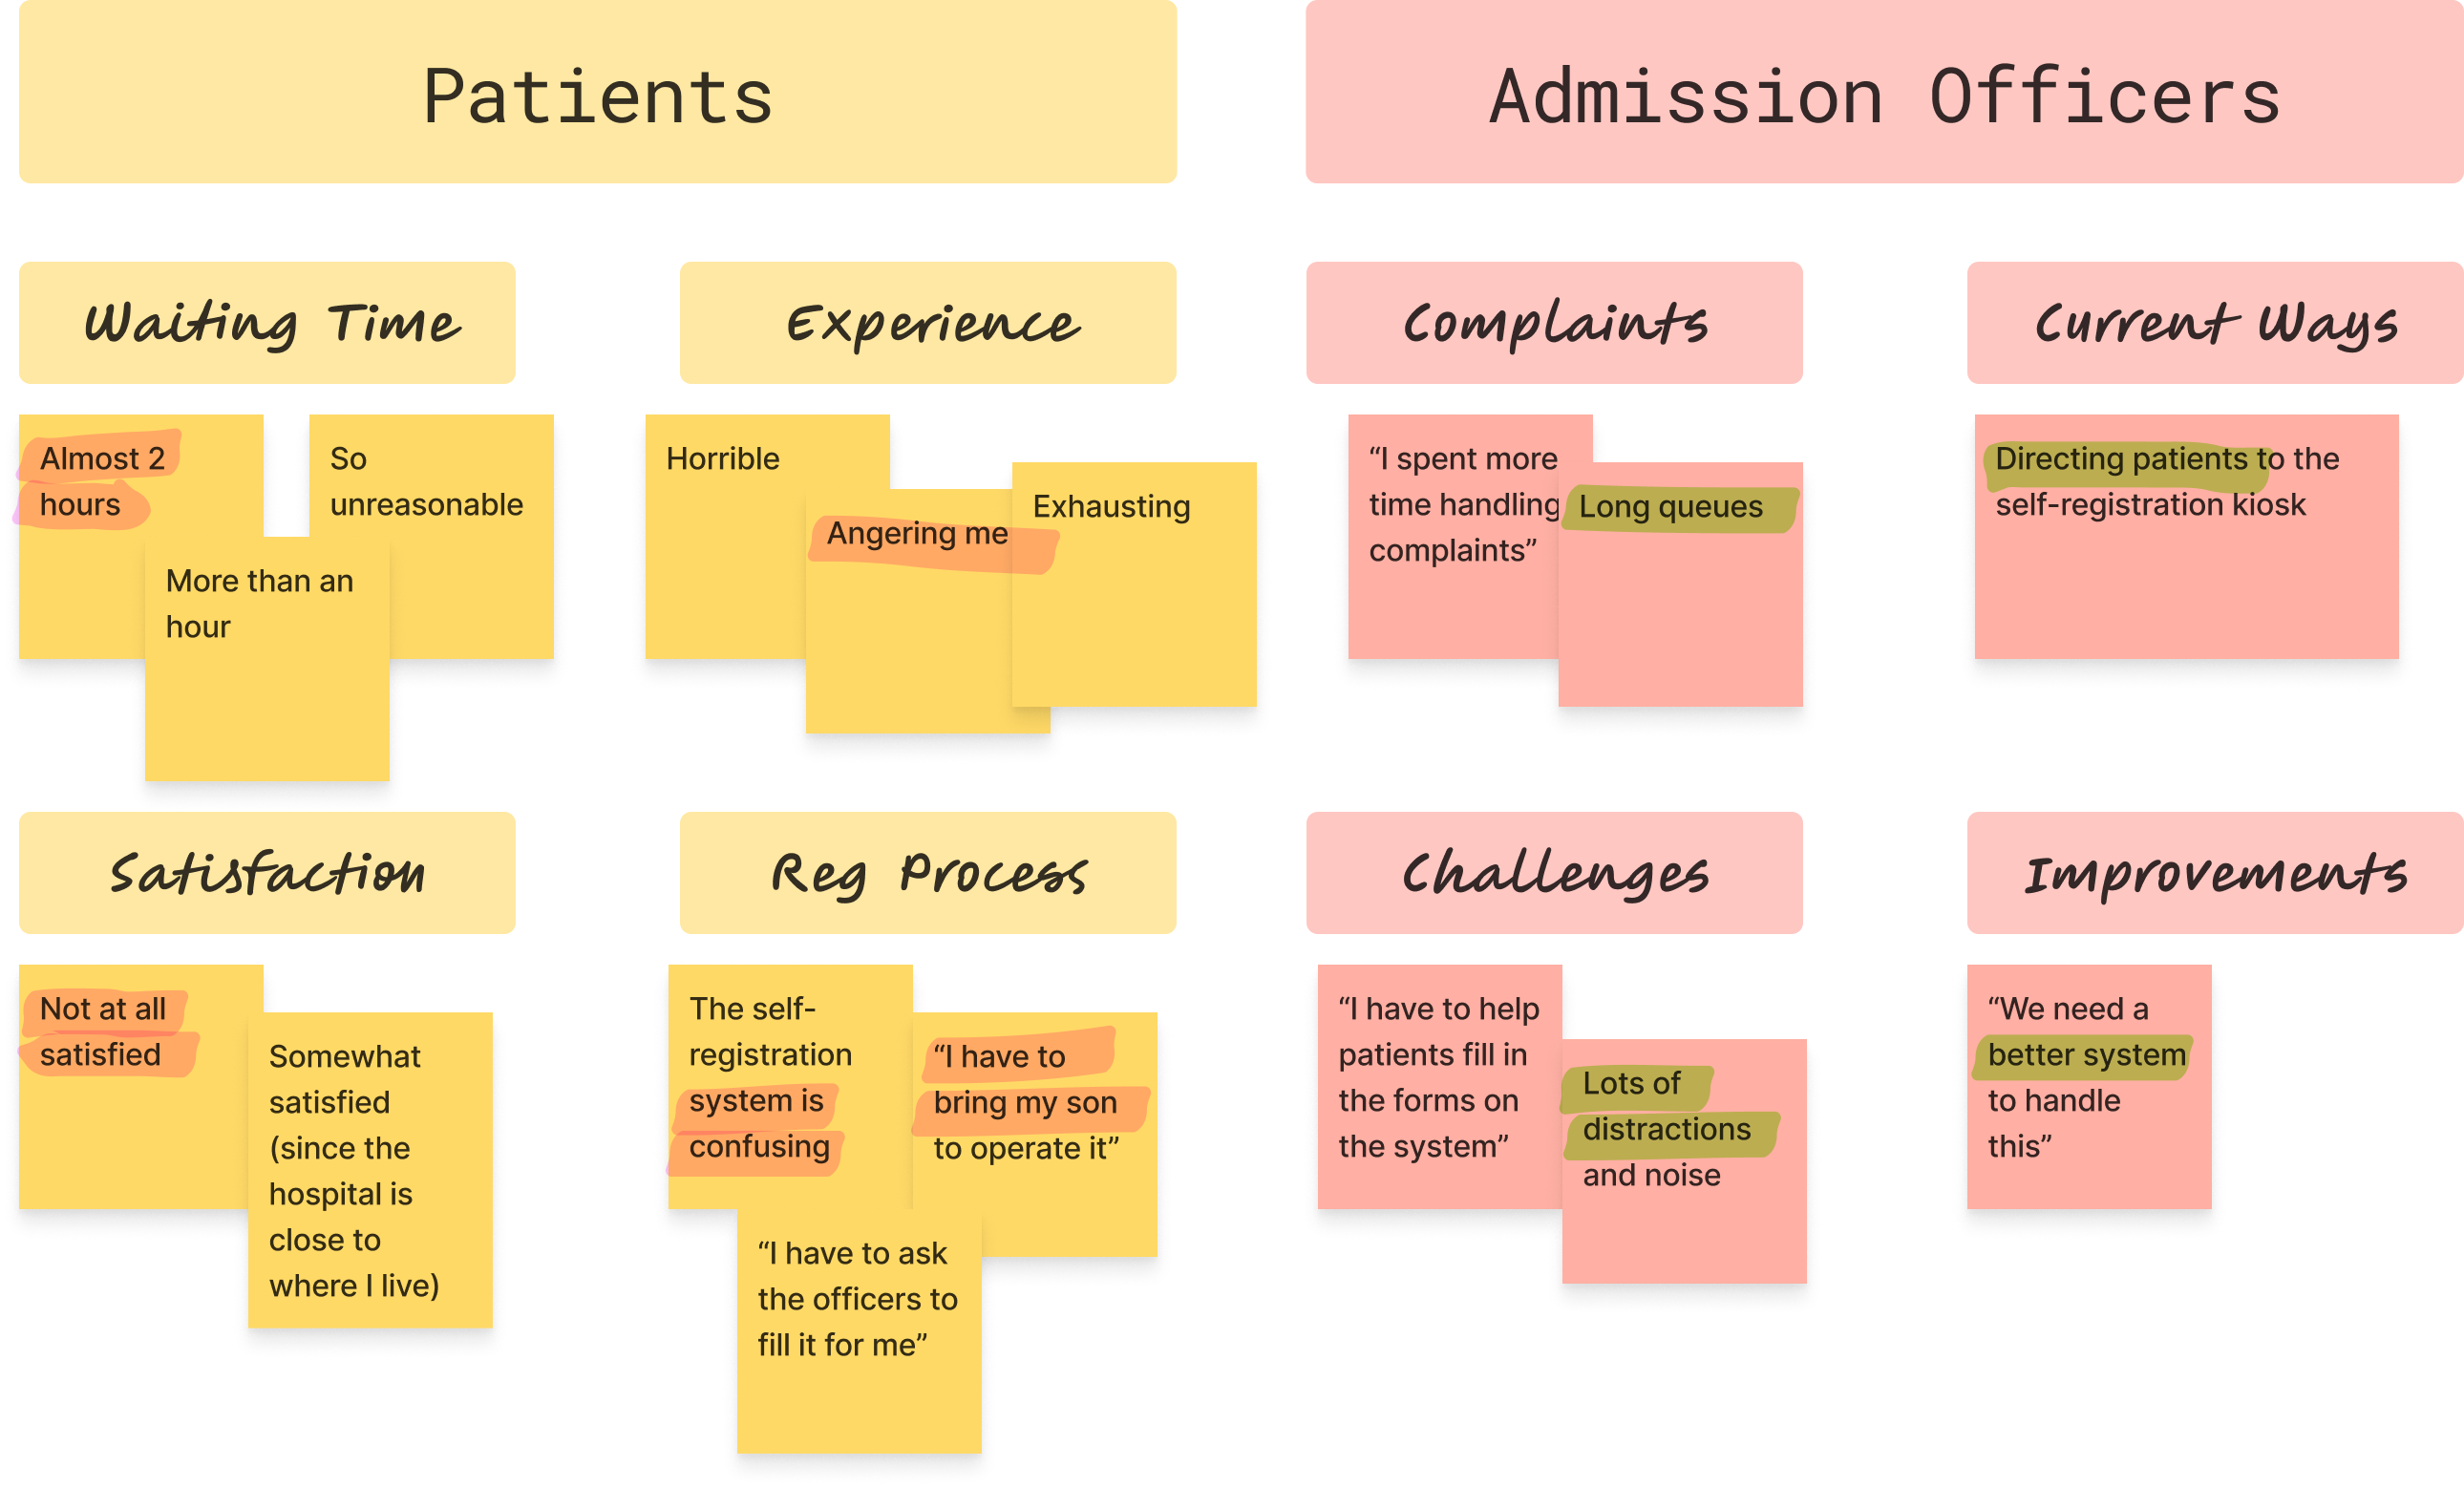 Patients
Admission Officers
Waiting Time
Experience
Complaints
Current Ways
Almost 2
hours
So
unreasonable
More than an
hour
Horrible
Angering me
Exhausting
“I spent more
time handling
complaints”
Long queues
Directing patients to the
self-registration kiosk
Satisfaction
Reg Process
Challenges
Improvements
Not at all
satisfied
Somewhat
satisfied
(since the
hospital is
close to
where I live)
The self-
registration
system is
confusing
“I have to
bring my son
to operate it”
“I have to ask
the officers to
fill it for me”
“I have to help
patients fill in
the forms on
the system”
Lots of
distractions
and noise
“We need a
better system
to handle
this”